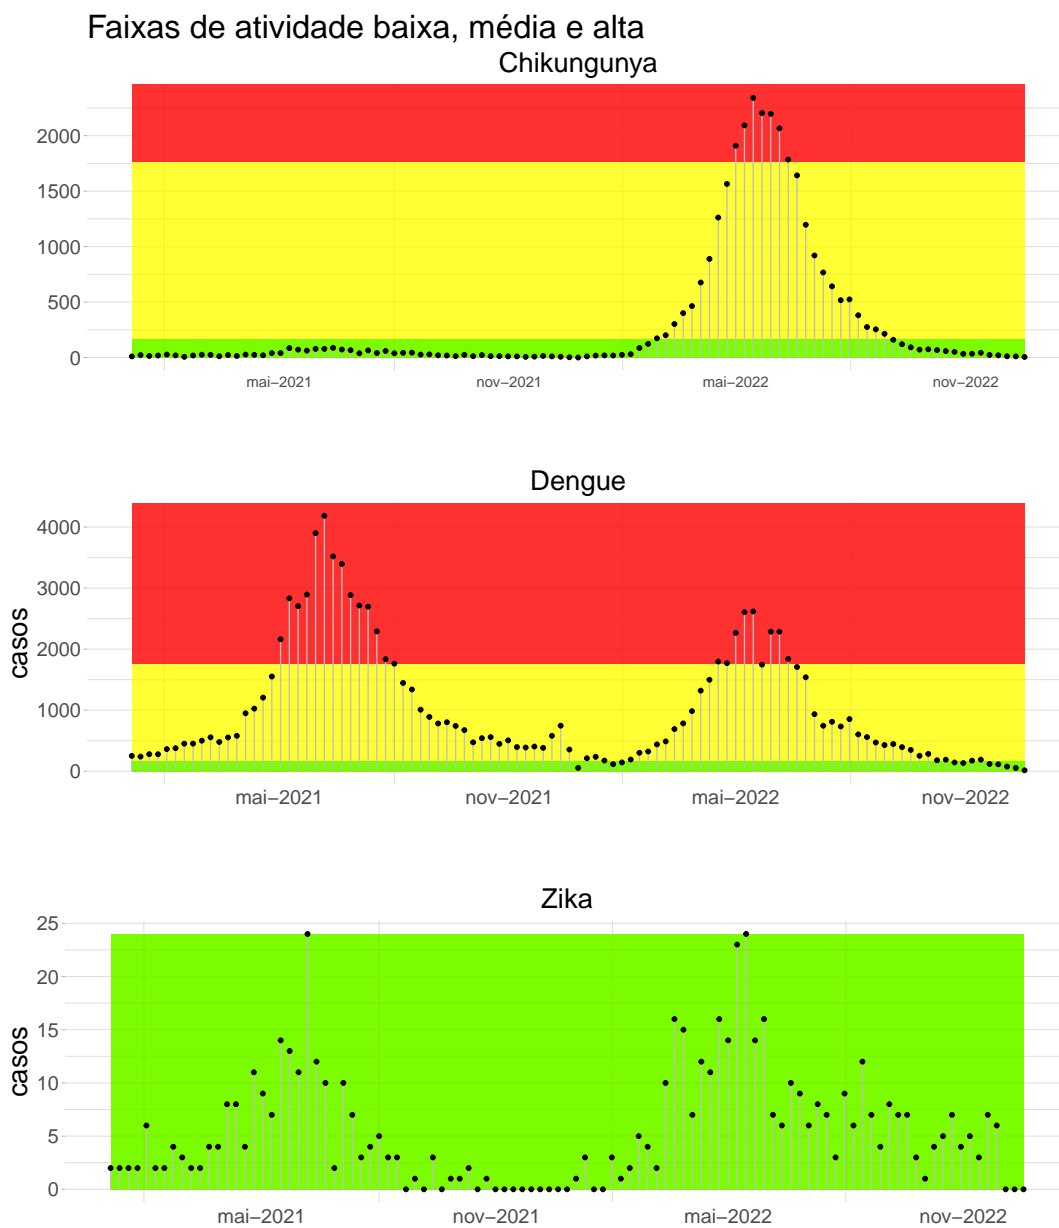 Faixas de atividade baixa, média e alta
Chikungunya
2000
1500
1000
500
0
mai−2021 nov−2021 mai−2022 nov−2022
Dengue
casos
4000
3000
2000
1000
0
mai−2021 nov−2021 mai−2022 nov−2022
Zika
casos
25
20
15
10
5
0
mai−2021 nov−2021 mai−2022 nov−2022